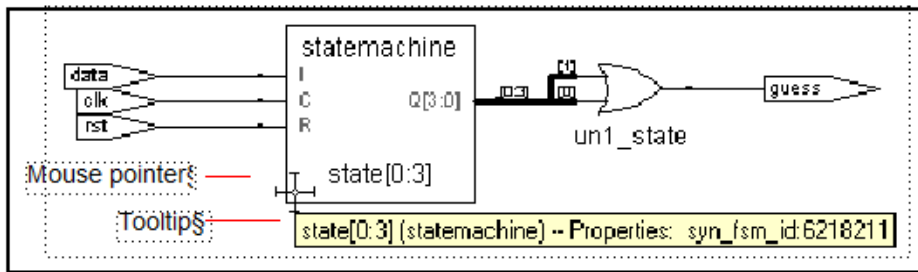 statemachine
data
clk
rst
I
C
R
Q[3:0]
[0:3]
[1]
[0]
un1_state
guess
state[0:3]
Mouse pointer§
Tooltip§
state[0:3] (statemachine) -- Properties: syn_fsm_id:6218211